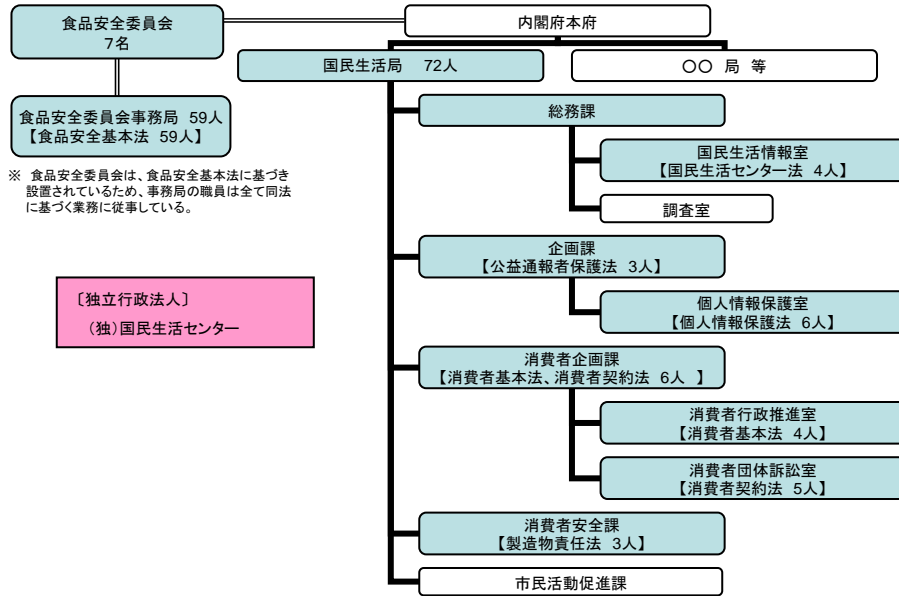 食品安全委員会
7名
内閣府本府
国民生活局 72人
○○ 局 等
食品安全委員会事務局 59人
【食品安全基本法 59人】
※ 食品安全委員会は、食品安全基本法に基づき
設置されているため、事務局の職員は全て同法
に基づく業務に従事している。
総務課
国民生活情報室
【国民生活センター法 4人】
調査室
企画課
【公益通報者保護法 3人】
個人情報保護室
【個人情報保護法 6人】
〔独立行政法人〕
(独)国民生活センター
消費者企画課
【消費者基本法、消費者契約法 6人 】
消費者行政推進室
【消費者基本法 4人】
消費者団体訴訟室
【消費者契約法 5人】
消費者安全課
【製造物責任法 3人】
市民活動促進課